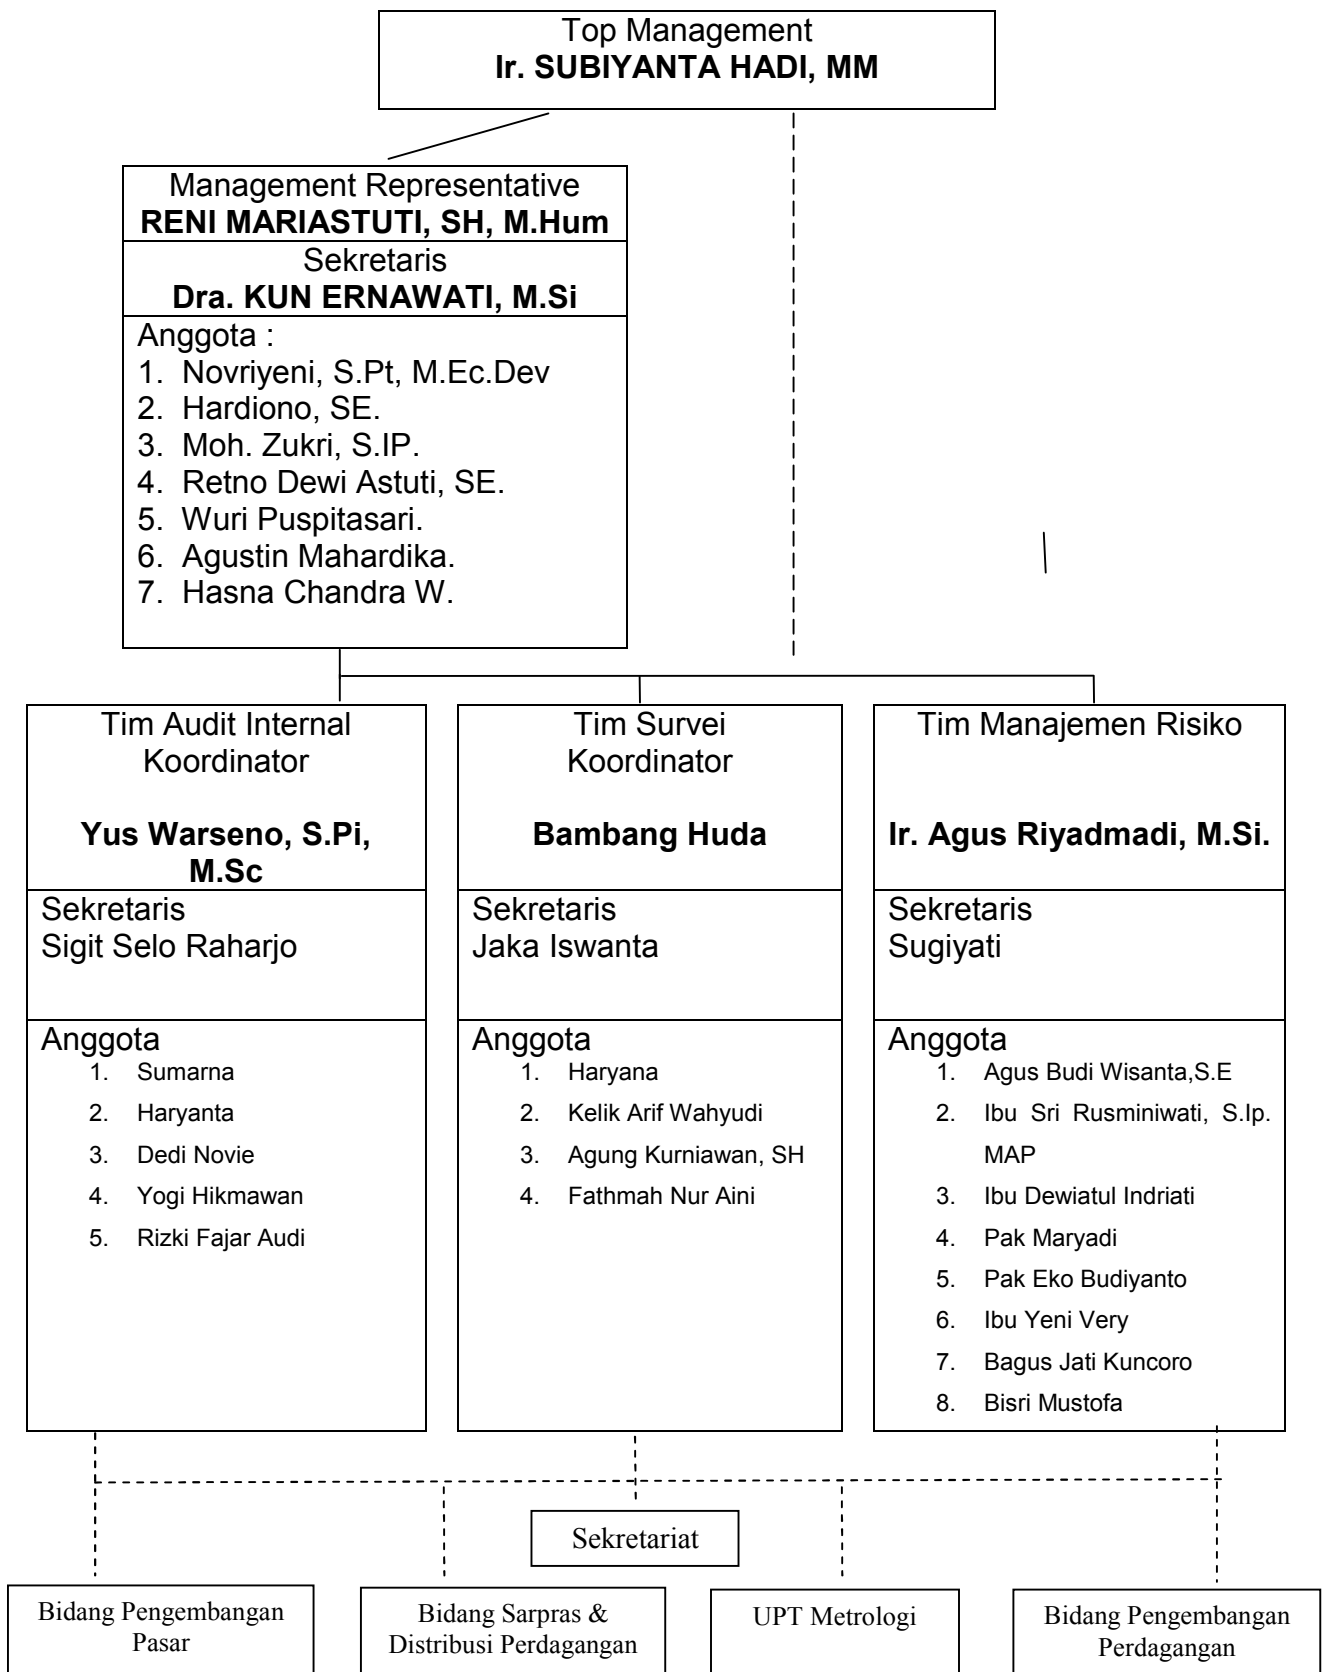 Top Management
Ir. SUBIYANTA HADI, MM
Management Representative
RENI MARIASTUTI, SH, M.Hum
Sekretaris
Dra. KUN ERNAWATI, M.Si
Anggota :
1. Novriyeni, S.Pt, M.Ec.Dev
2. Hardiono, SE.
3. Moh. Zukri, S.IP.
4. Retno Dewi Astuti, SE.
5. Wuri Puspitasari.
6. Agustin Mahardika.
7. Hasna Chandra W.
Tim Audit Internal
Koordinator
Yus Warseno, S.Pi,
M.Sc
Sekretaris
Sigit Selo Raharjo
Anggota
1. Sumarna
2. Haryanta
3. Dedi Novie
4. Yogi Hikmawan
5. Rizki Fajar Audi
Tim Survei
Koordinator
Bambang Huda
Sekretaris
Jaka Iswanta
Anggota
1. Haryana
2. Kelik Arif Wahyudi
3. Agung Kurniawan, SH
4. Fathmah Nur Aini
Tim Manajemen Risiko
Ir. Agus Riyadmadi, M.Si.
Sekretaris
Sugiyati
Anggota
1. Agus Budi Wisanta,S.E
2. Ibu Sri Rusminiwati, S.Ip.
MAP
3. Ibu Dewiatul Indriati
4. Pak Maryadi
5. Pak Eko Budiyanto
6. Ibu Yeni Very
7. Bagus Jati Kuncoro
8. Bisri Mustofa
Sekretariat
Bidang Pengembangan
Pasar
Bidang Sarpras &
Distribusi Perdagangan
UPT Metrologi
Bidang Pengembangan
Perdagangan